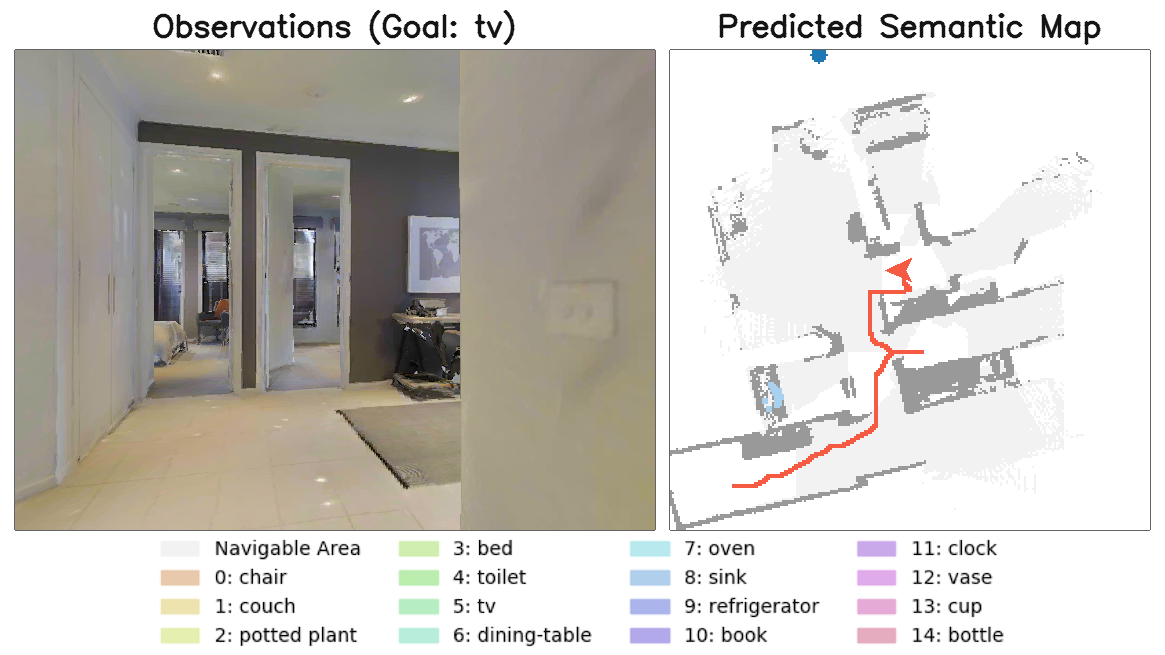 Observations (Goal: tv)
Predicted Semantic Map
Navigable Area
0: chair
1: couch
2: potted plant
3: bed
4: toilet
5: tv
6: dining-table
7: oven
8: sink
9: refrigerator
10: book
11: clock
12: vase
13: cup
14: bottle